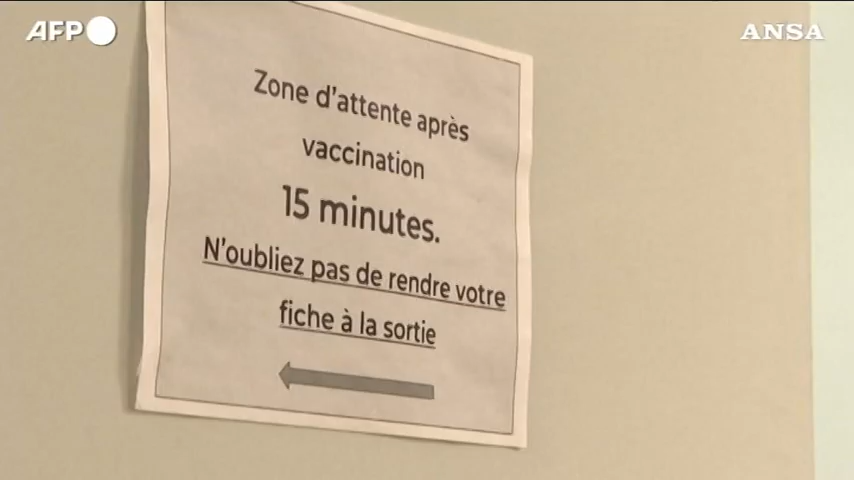 AFP
ANSA
Zone d'attente après
vaccination
15 minutes.
N'oubliez pas de rendre votre
fiche à la sortie